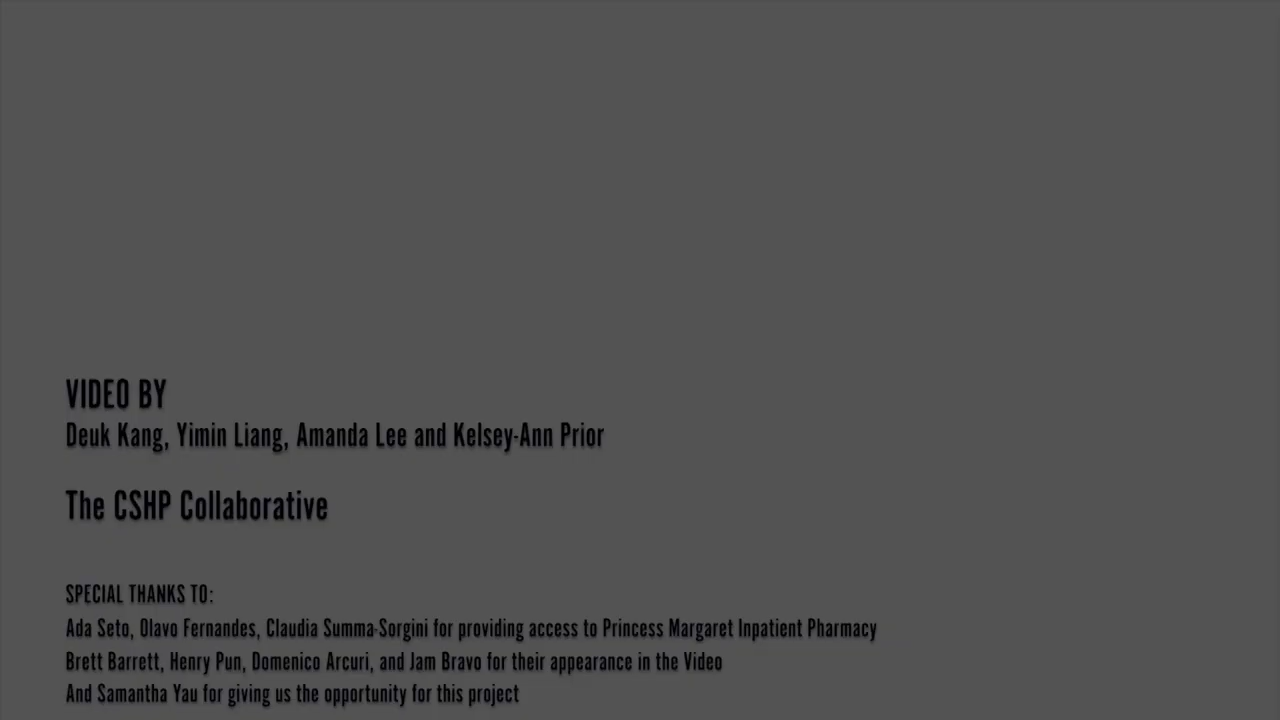 VIDEO BY
Deuk Kang, Yimin Liang, Amanda Lee and Kelsey-Ann Prior
The CSHP Collaborative
SPECIAL THANKS TO:
Ada Seto, Olavo Fernandes, Claudia Summa-Sorgini for providing access to Princess Margaret Inpatient Pharmacy
Brett Barrett, Henry Pun, Domenico Arcuri, and Jam Bravo for their appearance in the Video
And Samantha Yau for giving us the opportunity for this project